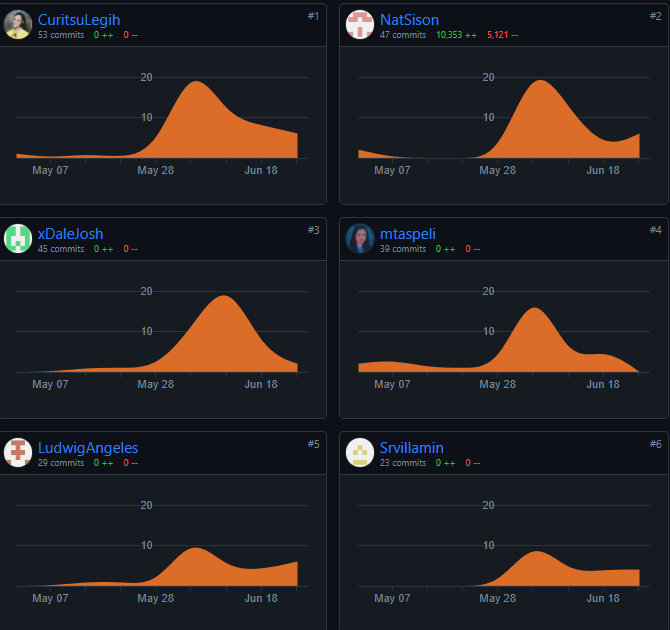 CuritsuLegih #1
53 commits 0 ++ 0 --
20
10
May 07 May 28 Jun 18
NatSison #2
47 commits 10,353 ++ 5,121 --
20
10
May 07 May 28 Jun 18
xDaleJosh #3
45 commits 0 ++ 0 --
20
10
May 07 May 28 Jun 18
mtaspeli #4
39 commits 0 ++ 0 --
20
10
May 07 May 28 Jun 18
LudwigAngeles #5
29 commits 0 ++ 0 --
20
10
May 07 May 28 Jun 18
Srvillamin #6
23 commits 0 ++ 0 --
20
10
May 07 May 28 Jun 18